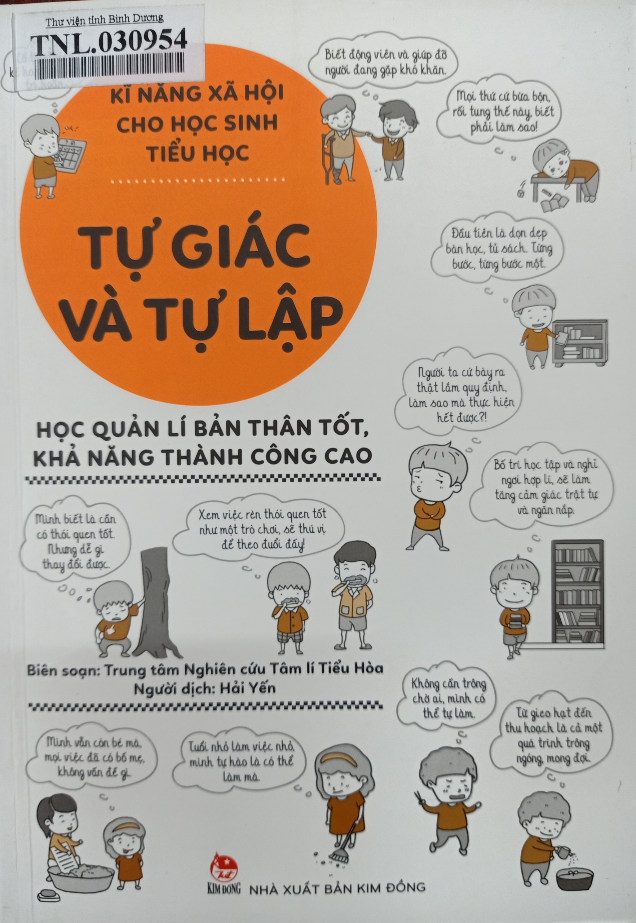 Thư viện tỉnh Bình Dương
TNL.030954
KĨ NĂNG XÃ HỘI
CHO HỌC SINH
TIỂU HỌC
TỰ GIÁC
VÀ TỰ LẬP
HỌC QUẢN LÍ BẢN THÂN TỐT,
KHẢ NĂNG THÀNH CÔNG CAO
Biết động viên và giúp đỡ
người đang gặp khó khăn.
Mọi thứ cứ bừa bộn,
rối tung thế này, biết
phải làm sao!
Đầu tiên là dọn dẹp
bàn học, tủ sách. Từng
bước, từng bước một.
Người ta cứ bày ra
thật lắm quy định,
làm sao mà thực hiện
hết được?!
Bố trí học tập và nghỉ
ngơi hợp lí, sẽ làm
tăng cảm giác trật tự
và ngăn nắp.
Mình biết là cần
có thói quen tốt.
Nhưng dễ gì
thay đổi được.
Xem việc rèn thói quen tốt
như một trò chơi, sẽ thú vị
để theo đuổi đấy!
Biên soạn: Trung tâm Nghiên cứu Tâm lí Tiểu Hòa
Người dịch: Hải Yến
Mình vẫn còn bé mà,
mọi việc đã có bố mẹ,
không vấn đề gì.
Tuổi nhỏ làm việc nhỏ,
mình tự hào là có thể
làm mà.
Không cần trông
chờ ai, mình có
thể tự làm.
Từ gieo hạt đến
thu hoạch là cả một
quá trình trông
ngóng, mong đợi.
KIM ĐỒNG
NHÀ XUẤT BẢN KIM ĐỒNG